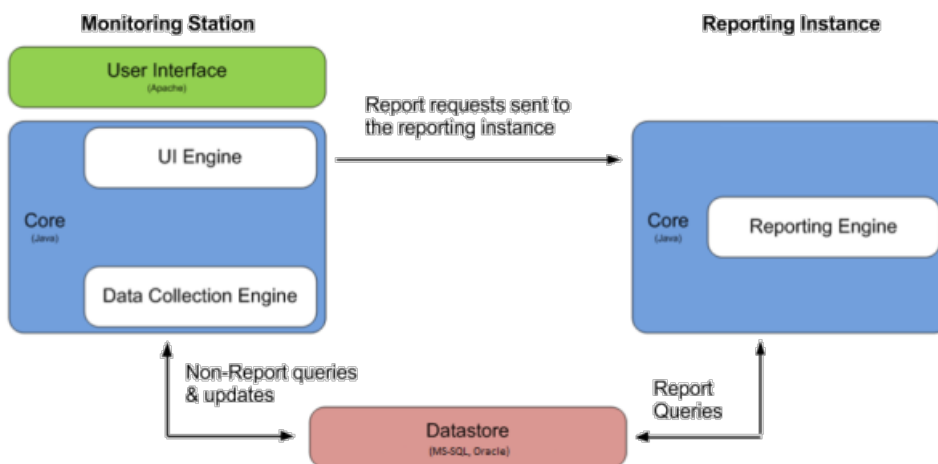 Monitoring Station
Reporting Instance
User Interface
(Apache)
Report requests sent to
the reporting instance
UI Engine
Core
(Java)
Data Collection Engine
Core
(Java)
Reporting Engine
Non-Report queries
& updates
Report
Queries
Datastore
(MS-SQL, Oracle)